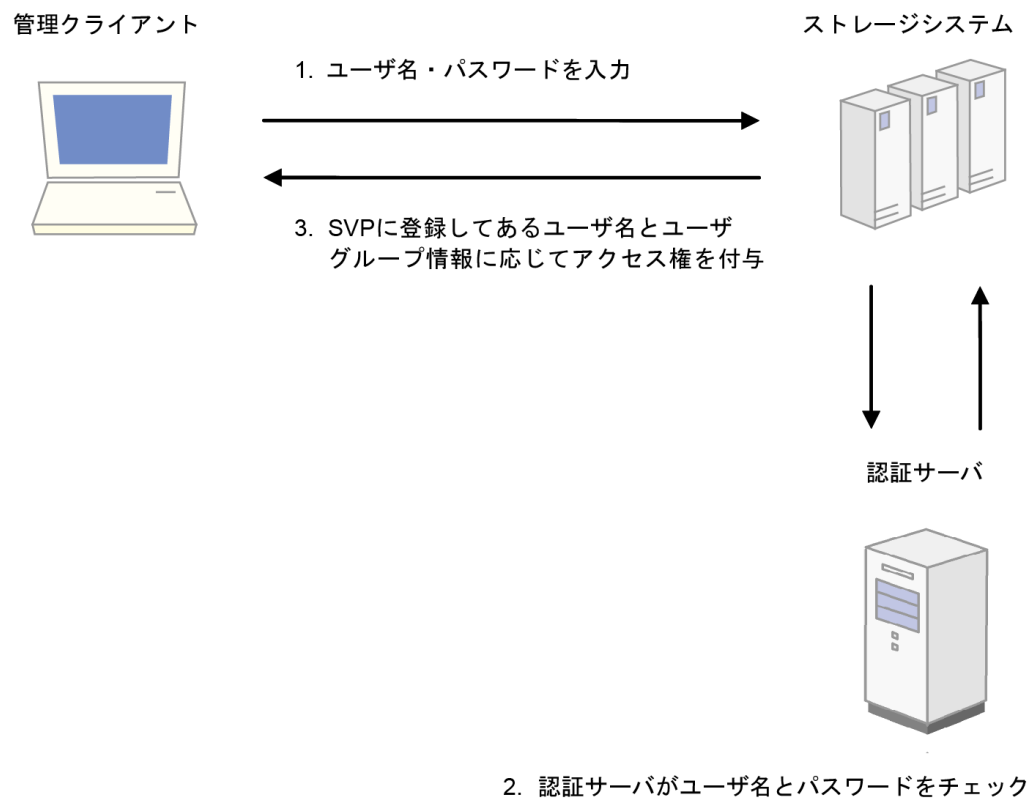 管理クライアント
ストレージシステム
1. ユーザ名・パスワードを入力
3. SVPに登録してあるユーザ名とユーザ
グループ情報に応じてアクセス権を付与
認証サーバ
2. 認証サーバがユーザ名とパスワードをチェック